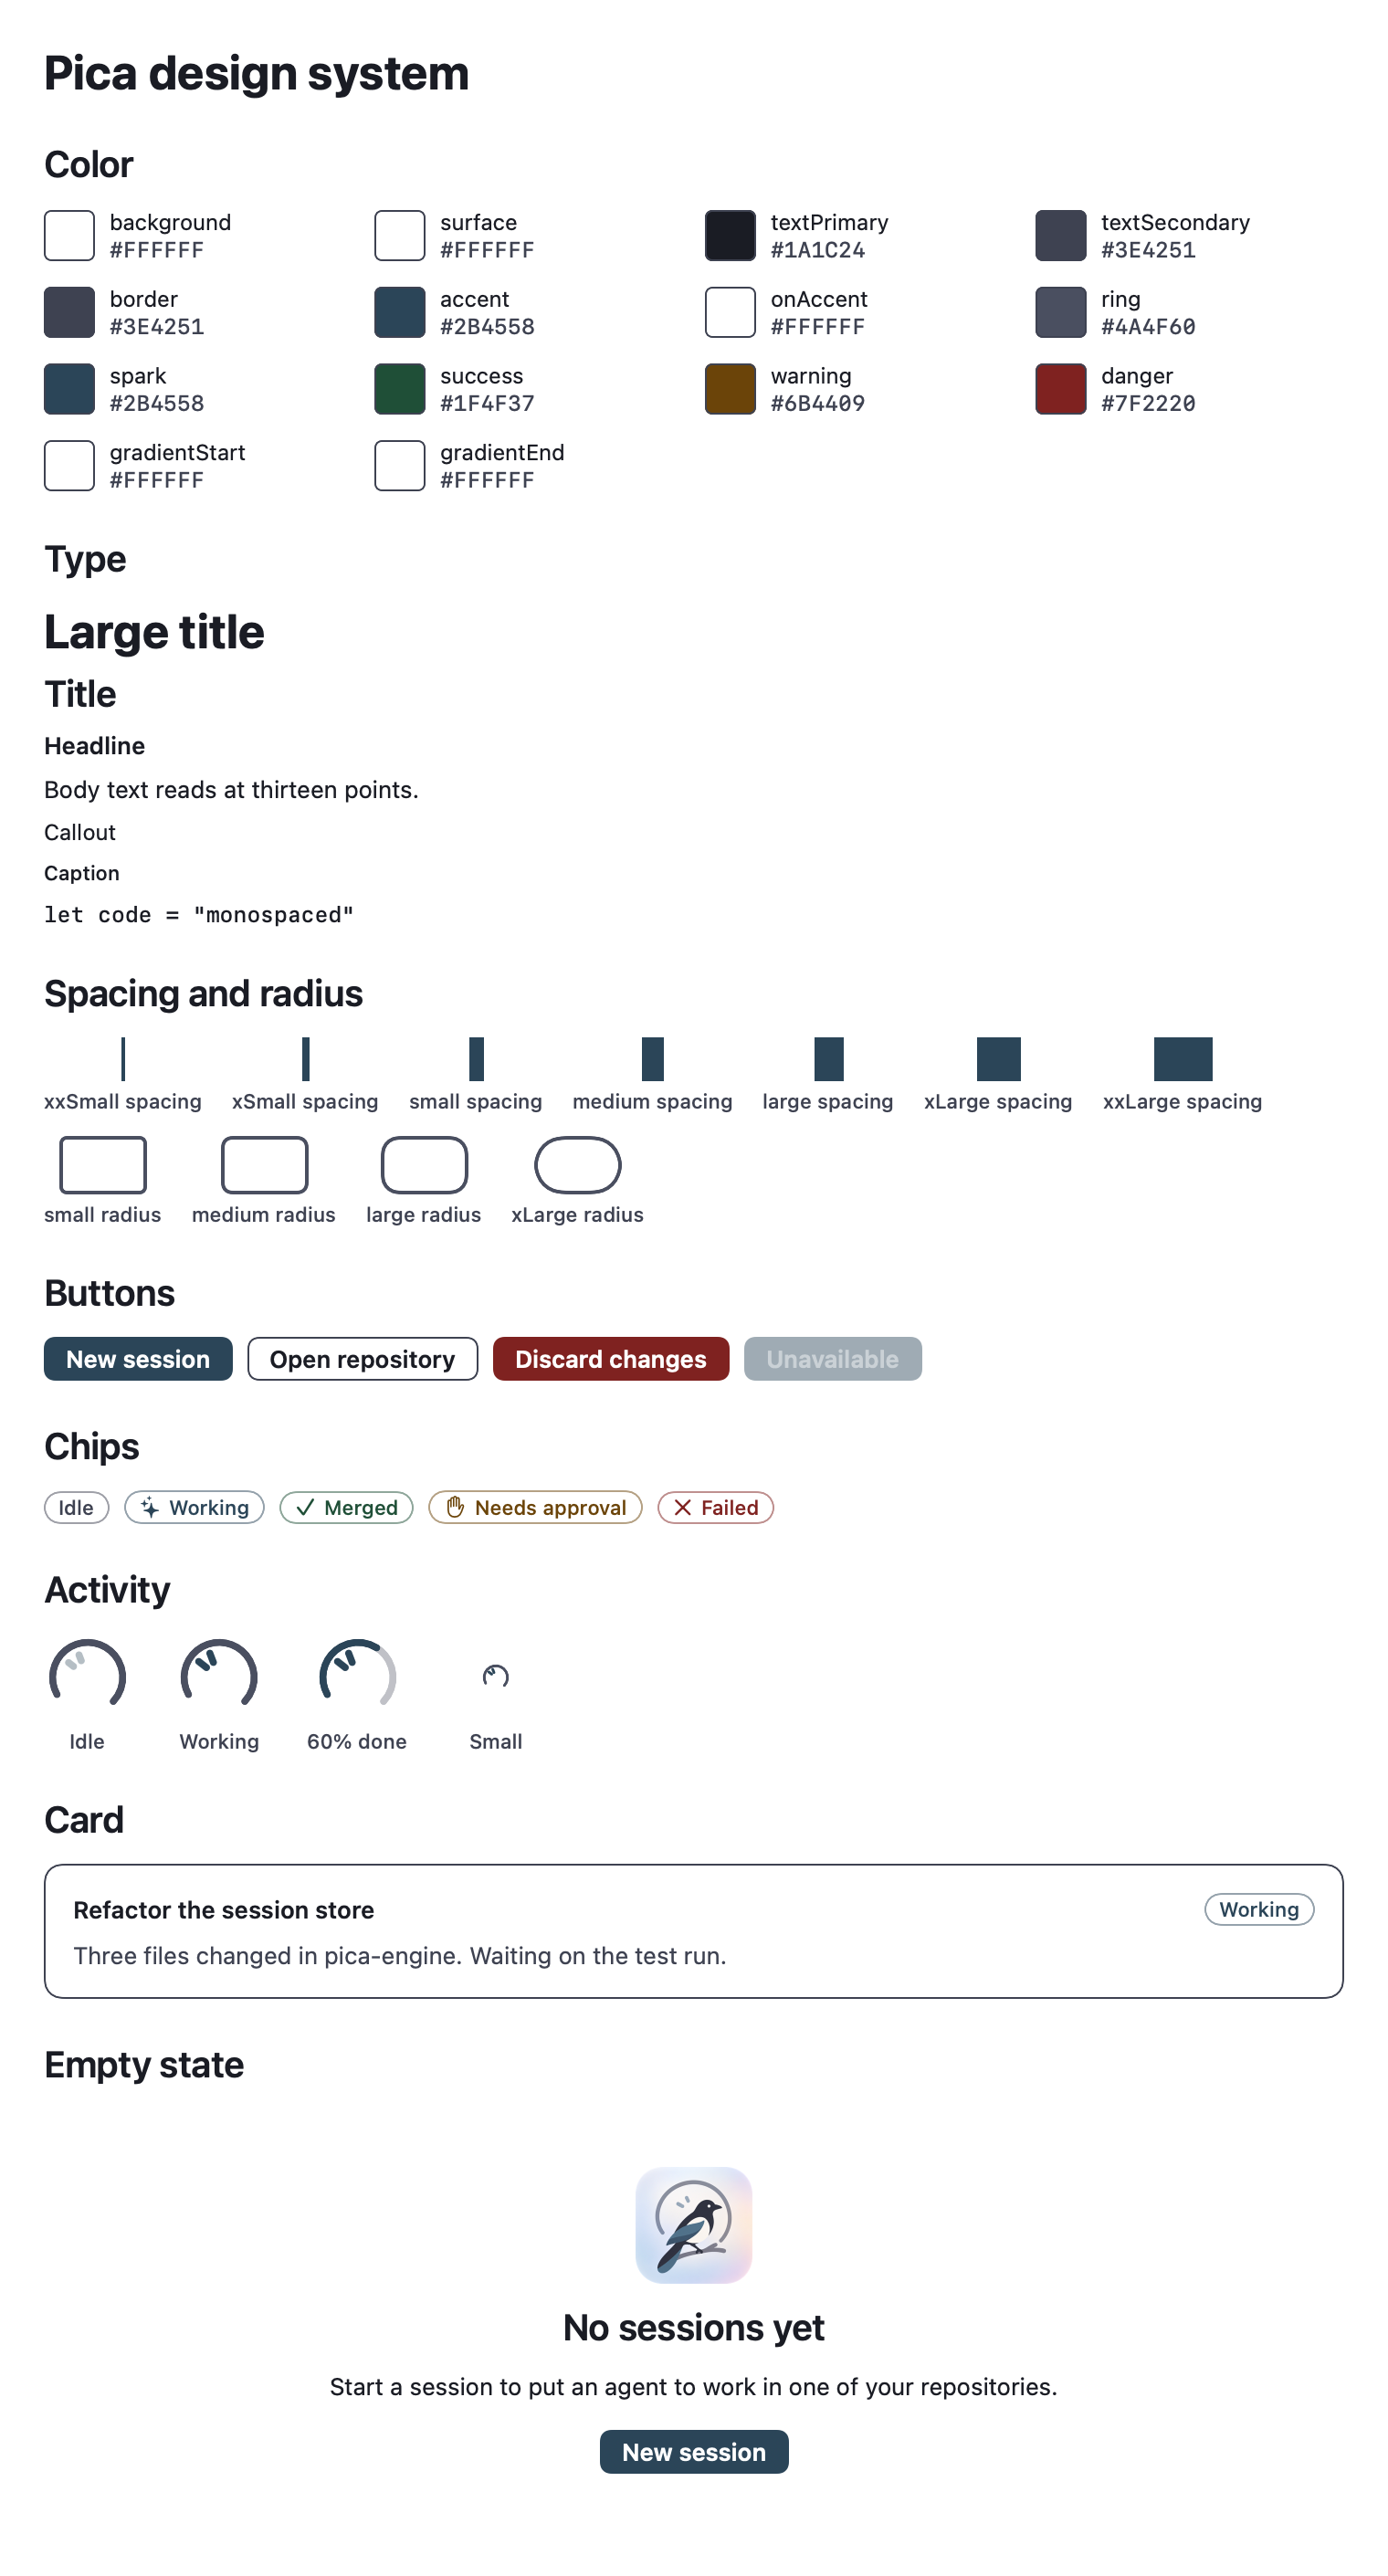 Pica design system
Color
background
#FFFFFF
surface
#FFFFFF
textPrimary
#1A1C24
textSecondary
#3E4251
border
#3E4251
accent
#2B4558
onAccent
#FFFFFF
ring
#4A4F60
spark
#2B4558
success
#1F4F37
warning
#6B4409
danger
#7F2220
gradientStart
#FFFFFF
gradientEnd
#FFFFFF
Type
Large title
Title
Headline
Body text reads at thirteen points.
Callout
Caption
let code = "monospaced"
Spacing and radius
xxSmall spacing
xSmall spacing
small spacing
medium spacing
large spacing
xLarge spacing
xxLarge spacing
small radius
medium radius
large radius
xLarge radius
Buttons
New session
Open repository
Discard changes
Unavailable
Chips
Idle
Working
Merged
Needs approval
Failed
Activity
Idle
Working
60% done
Small
Card
Refactor the session store
Working
Three files changed in pica-engine. Waiting on the test run.
Empty state
No sessions yet
Start a session to put an agent to work in one of your repositories.
New session